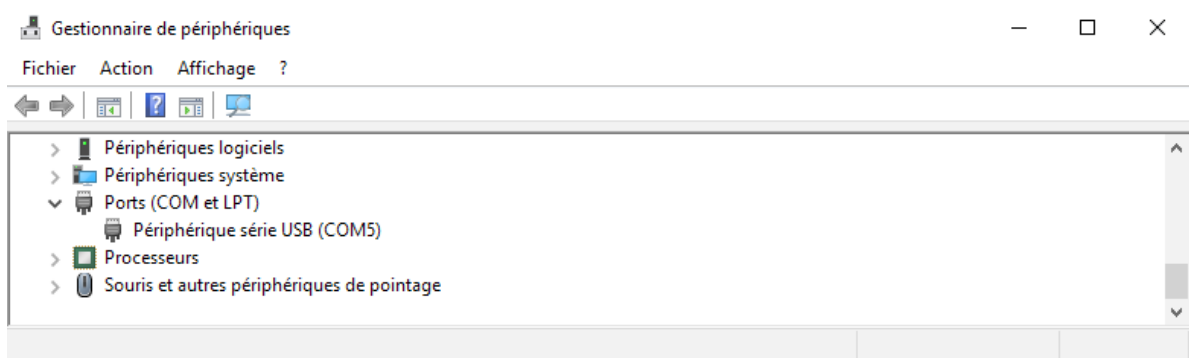 Gestionnaire de périphériques
Fichier Action Affichage ?
Périphériques logiciels
Périphériques système
Ports (COM et LPT)
Périphérique série USB (COM5)
Processeurs
Souris et autres périphériques de pointage